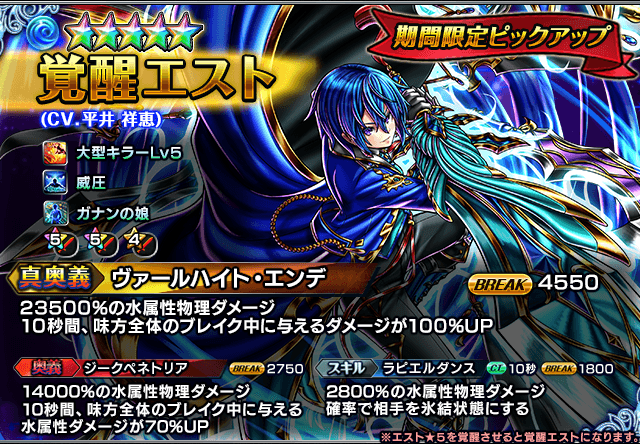 期間限定ピックアップ
覚醒エスト
(CV.平井 祥恵)
大型キラーLv5
威圧
ガナンの娘
5 5 4
真奥義 ヴァールハイト・エンデ BREAK 4550
23500%の水属性物理ダメージ
10秒間、味方全体のブレイク中に与えるダメージが100%UP
奥義 ジークペネトリア BREAK 2750
14000%の水属性物理ダメージ
10秒間、味方全体のブレイク中に与える
水属性ダメージが70%UP
スキル ラピエルダンス C.T. 10秒 BREAK 1800
2800%の水属性物理ダメージ
確率で相手を氷結状態にする
※エスト★5を覚醒させると覚醒エストになります。